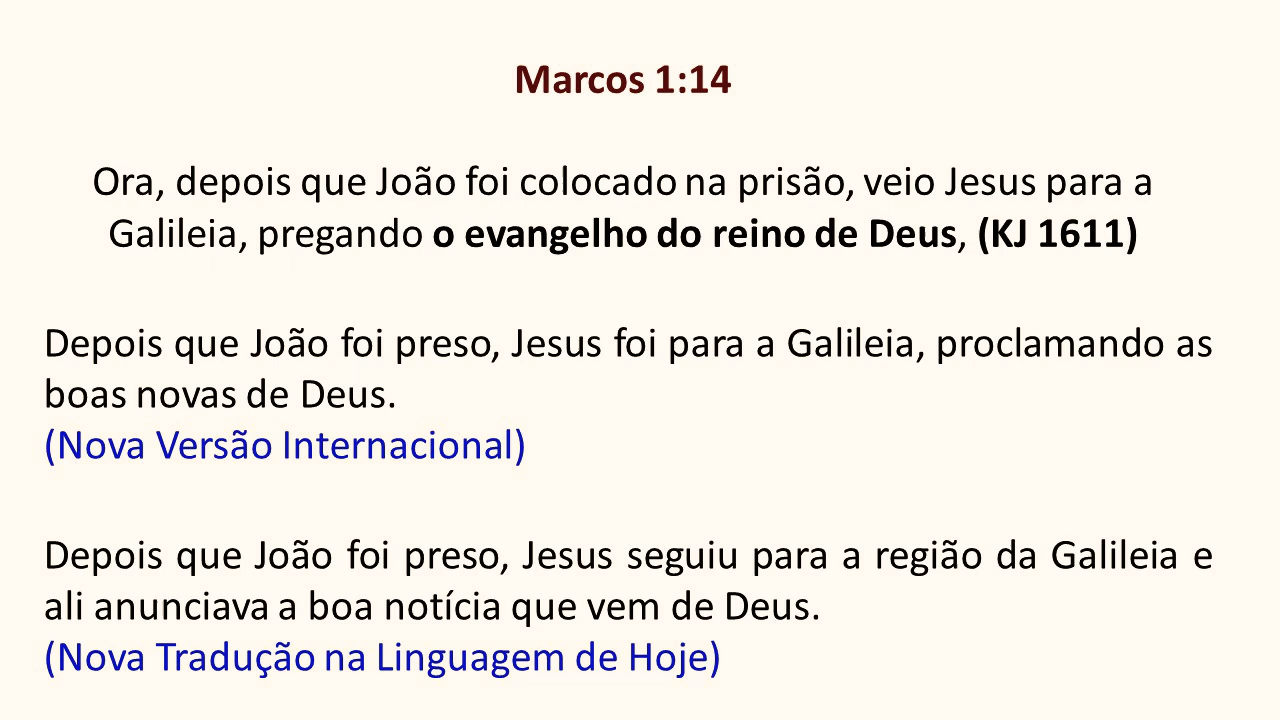 Marcos 1:14
Ora, depois que João foi colocado na prisão, veio Jesus para a
Galileia, pregando o evangelho do reino de Deus, (KJ 1611)
Depois que João foi preso, Jesus foi para a Galileia, proclamando as
boas novas de Deus.
(Nova Versão Internacional)
Depois que João foi preso, Jesus seguiu para a região da Galileia e
ali anunciava a boa notícia que vem de Deus.
(Nova Tradução na Linguagem de Hoje)